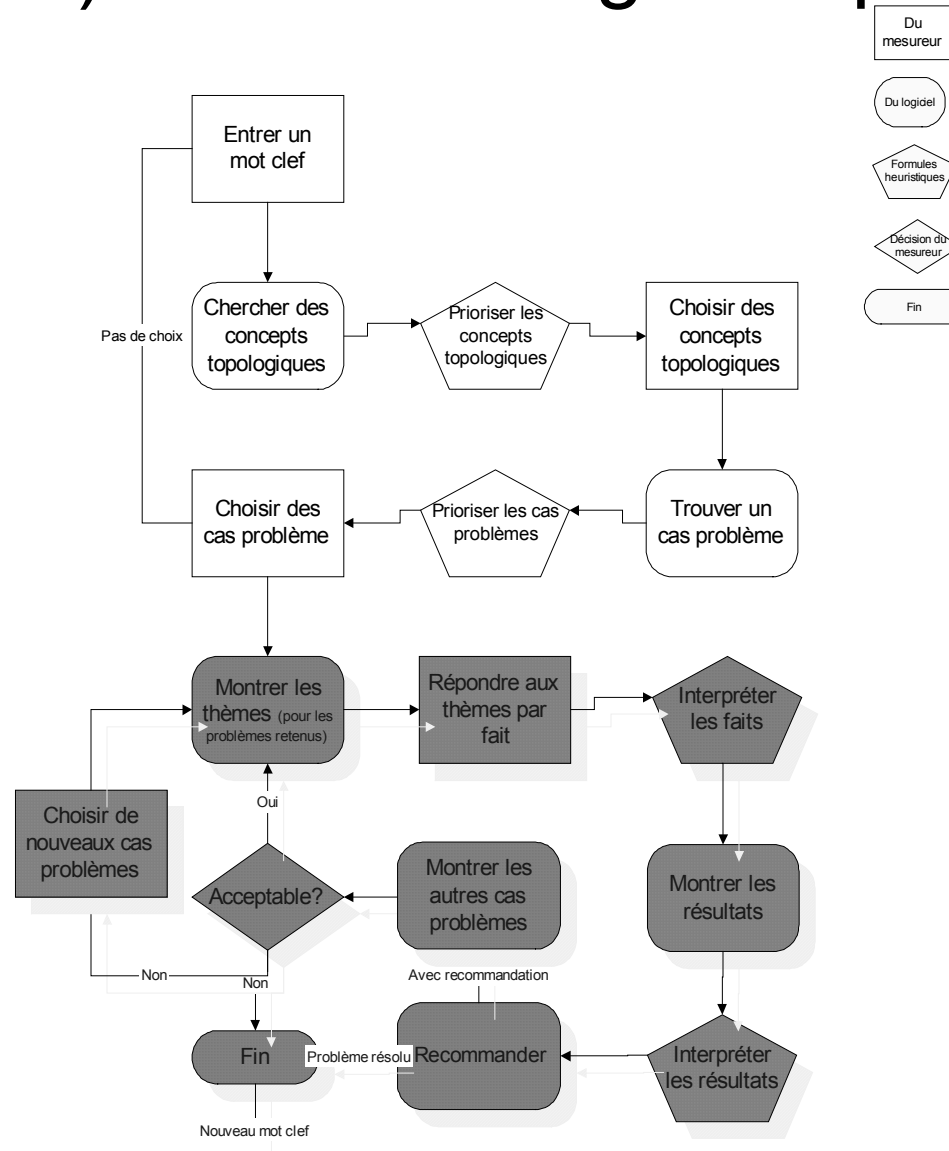 Du
mesureur
Du logiciel
Formules
heuristiques
Décision du
mesureur
Fin
Entrer un
mot clef
Pas de choix
Chercher des
concepts
topologiques
Prioriser les
concepts
topologiques
Choisir des
concepts
topologiques
Choisir des
cas problème
Prioriser les cas
problèmes
Trouver un
cas problème
Montrer les
thèmes (pour les
problèmes retenus)
Répondre aux
thèmes par
fait
Interpréter
les faits
Oui
Choisir de
nouveaux cas
problèmes
Acceptable?
Montrer les
autres cas
problèmes
Montrer les
résultats
Non
Non
Avec recommandation
Fin
Problème résolu
Recommander
Interpréter
les résultats
Nouveau mot clef